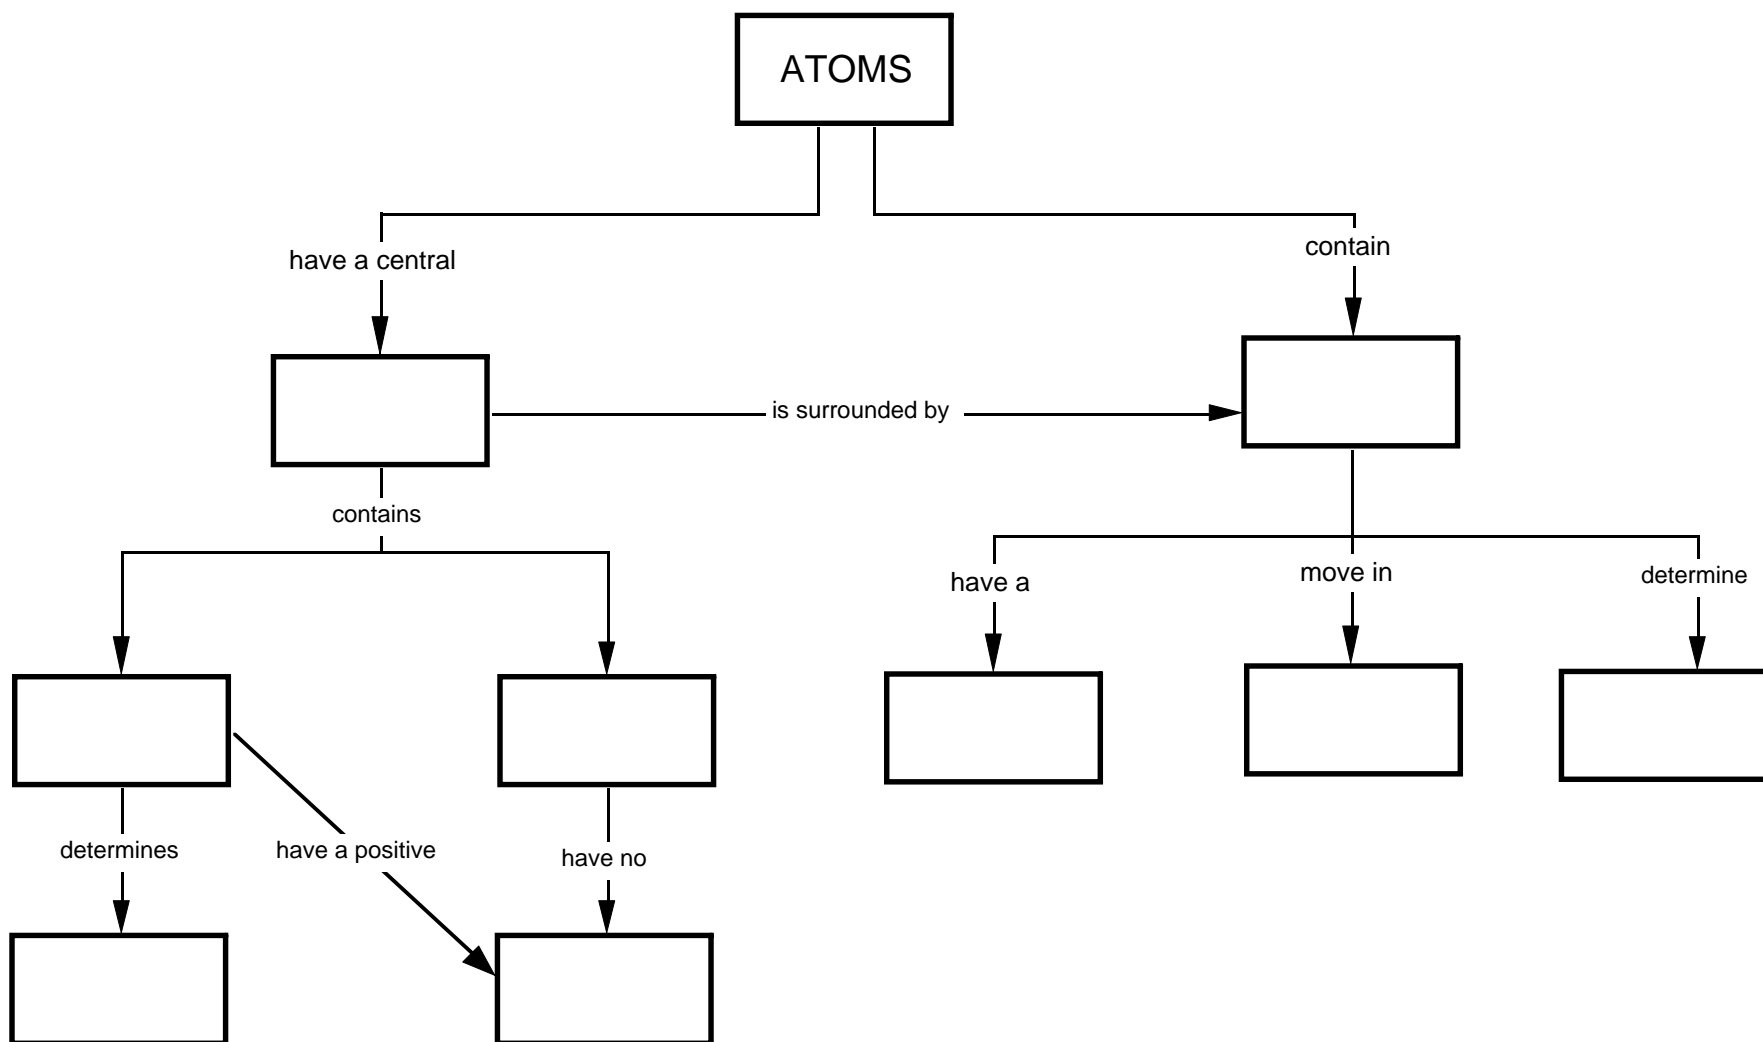 ATOMS
have a central
contain
is surrounded by
contains
have a
move in
determine
determines
have a positive
have no